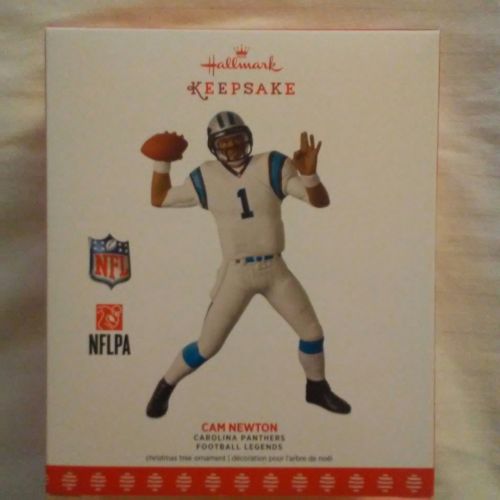 Hallmark
KEEPSAKE
1
NFL
NFLPA
CAM NEWTON
CAROLINA PANTHERS
FOOTBALL LEGENDS
christmas tree ornament | décoration pour l'arbre de noël